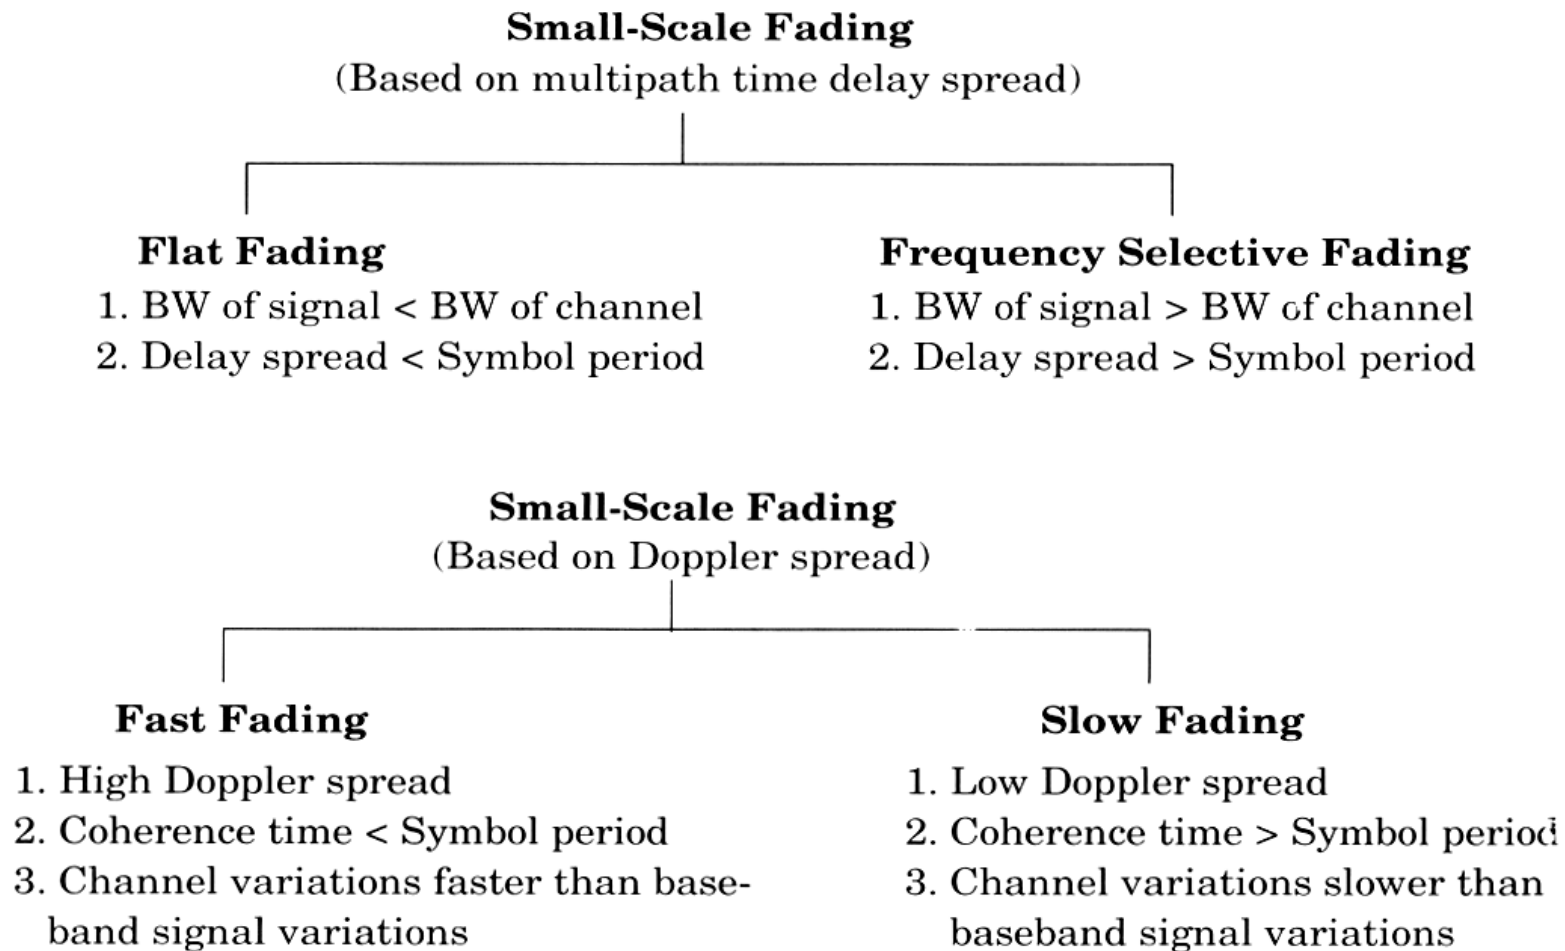 Small-Scale Fading
(Based on multipath time delay spread)
Flat Fading
1. BW of signal < BW of channel
2. Delay spread < Symbol period
Frequency Selective Fading
1. BW of signal > BW of channel
2. Delay spread > Symbol period
Small-Scale Fading
(Based on Doppler spread)
Fast Fading
1. High Doppler spread
2. Coherence time < Symbol period
3. Channel variations faster than base-
band signal variations
Slow Fading
1. Low Doppler spread
2. Coherence time > Symbol period
3. Channel variations slower than
baseband signal variations